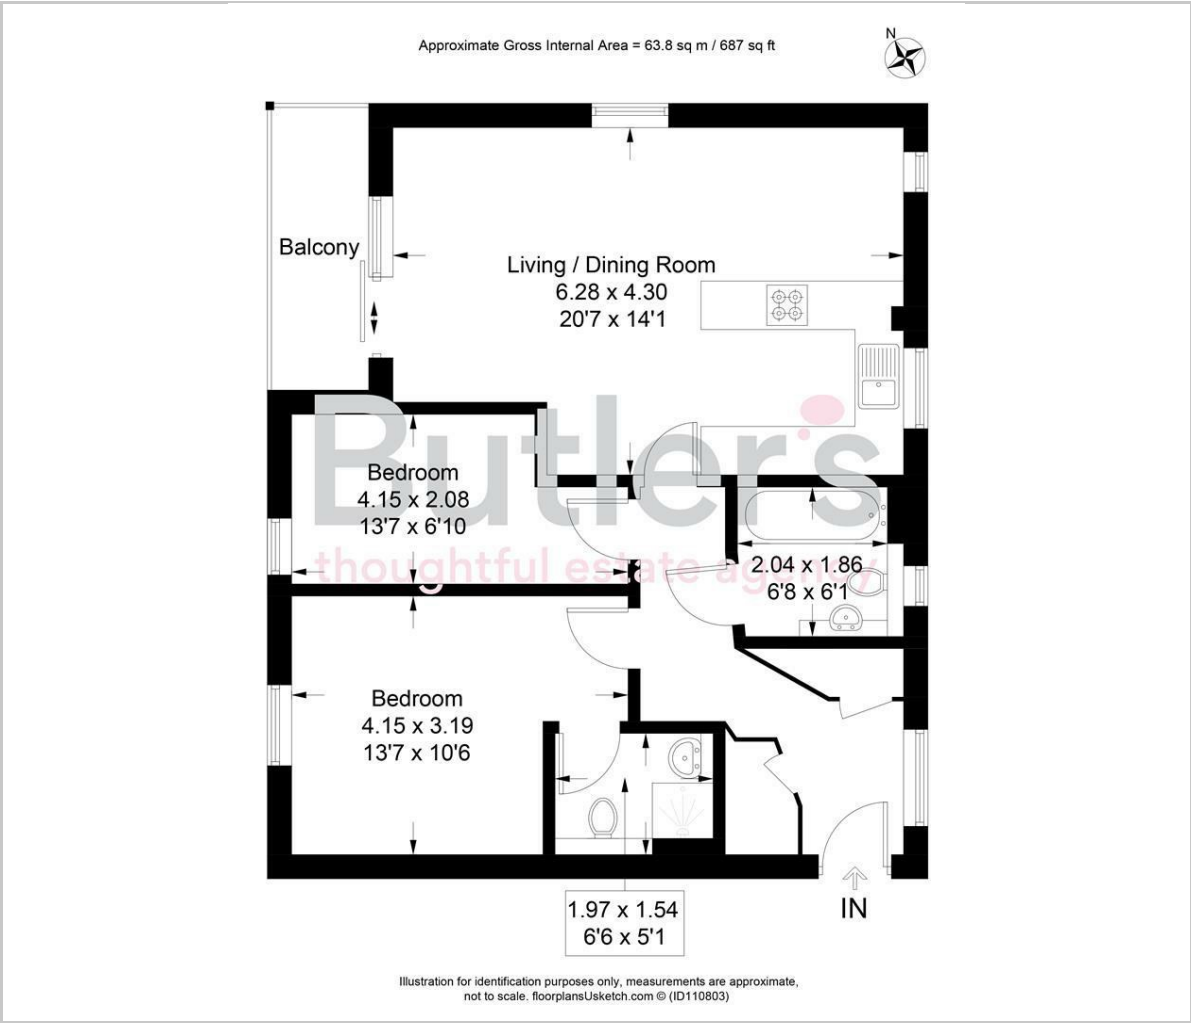 Approximate Gross Internal Area = 63.8 sq m / 687 sq ft
N
Balcony
Living / Dining Room
6.28 x 4.30
20'7 x 14'1
Butler's
thoughtful estate agency
Bedroom
4.15 x 2.08
13'7 x 6'10
2.04 x 1.86
6'8 x 6'1
Bedroom
4.15 x 3.19
13'7 x 10'6
1.97 x 1.54
6'6 x 5'1
IN
Illustration for identification purposes only, measurements are approximate,
not to scale. floorplansUsketch.com © (ID110803)